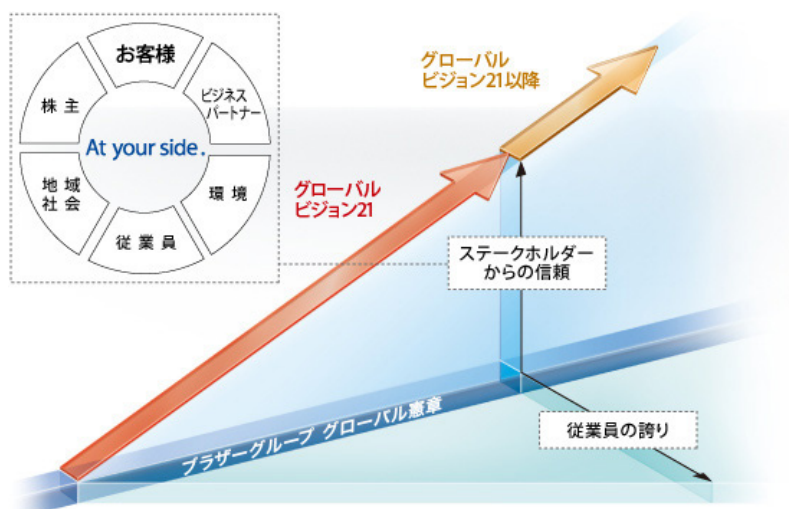 お客様
株主
ビジネス
パートナー
At your side.
地域
社会
環境
従業員
グローバル
ビジョン21以降
グローバル
ビジョン21
ステークホルダー
からの信頼
ブラザーグループ グローバル憲章
従業員の誇り